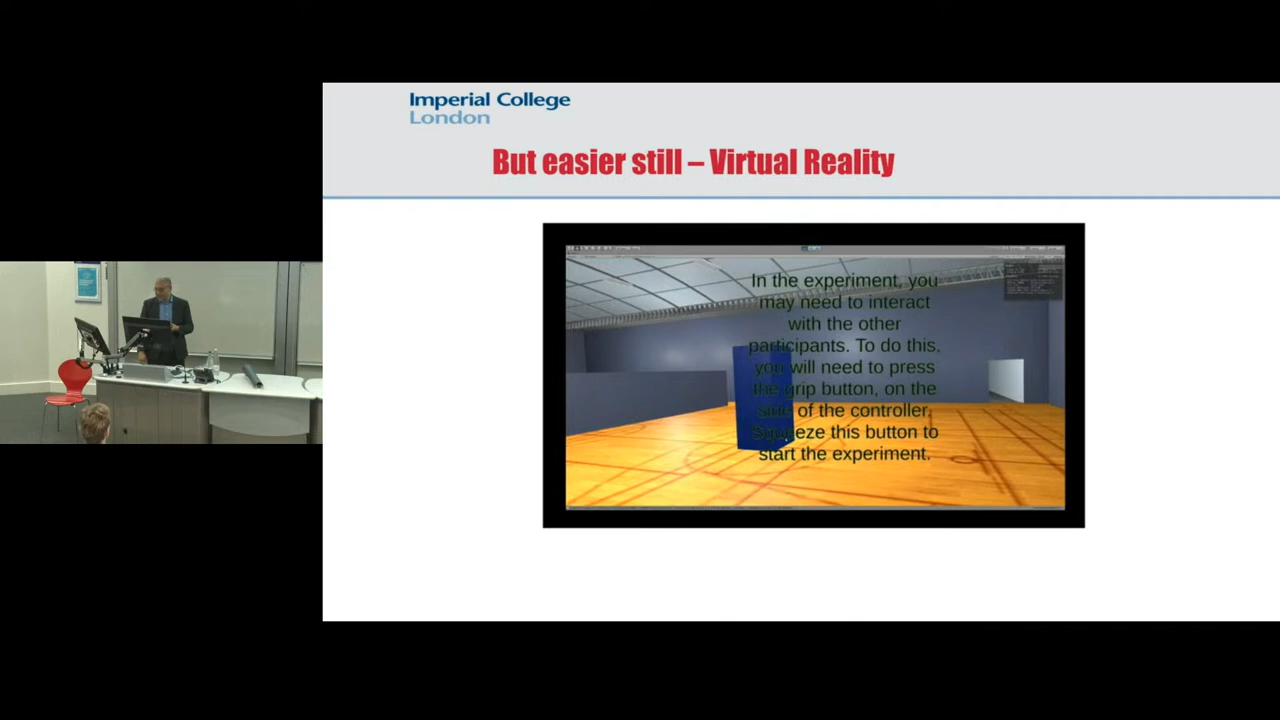 Imperial College
London
But easier still – Virtual Reality
In the experiment, you
may need to interact
with the other
participants. To do this,
you will need to press
the grip button, on the
side of the controller.
Squeeze this button to
start the experiment.